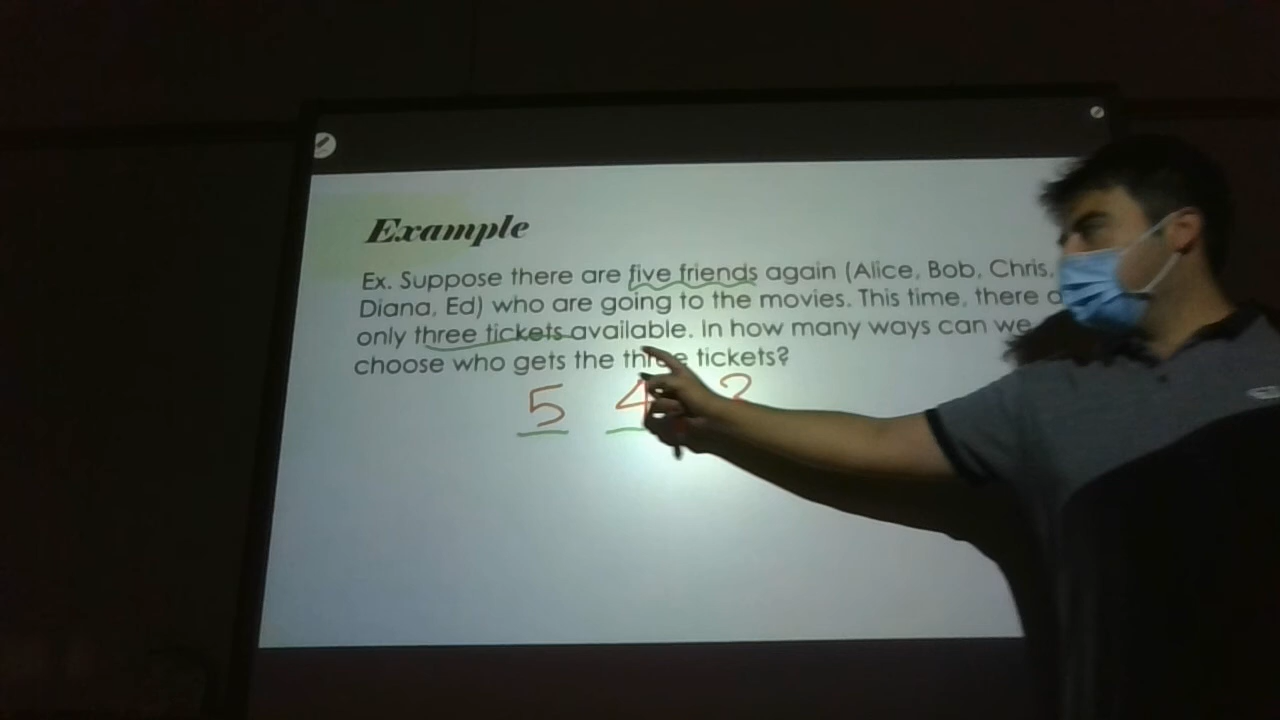 Example
Ex. Suppose there are five friends again (Alice, Bob, Chris,
Diana, Ed) who are going to the movies. This time, there
only three tickets available. In how many ways can we
choose who gets the three tickets?
5 4